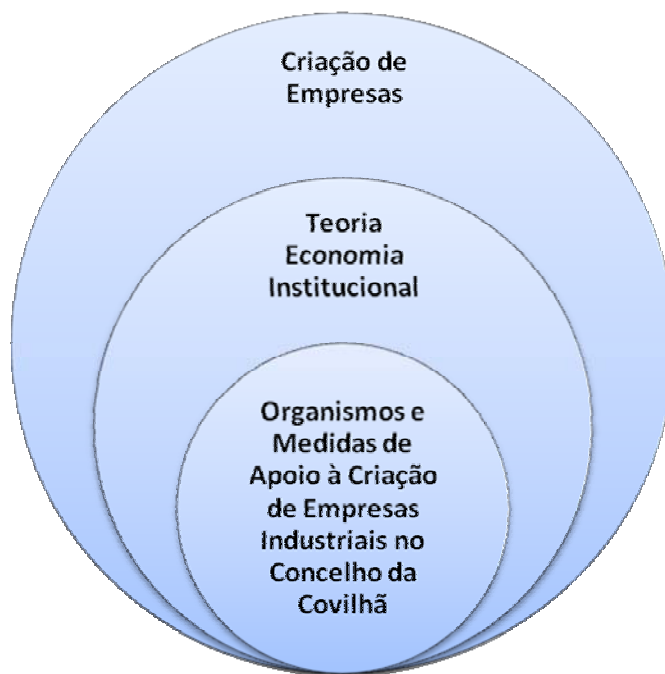 Criação de
Empresas
Teoria
Economia
Institucional
Organismos e
Medidas de
Apoio à Criação
de Empresas
Industriais no
Concelho da
Covilhã